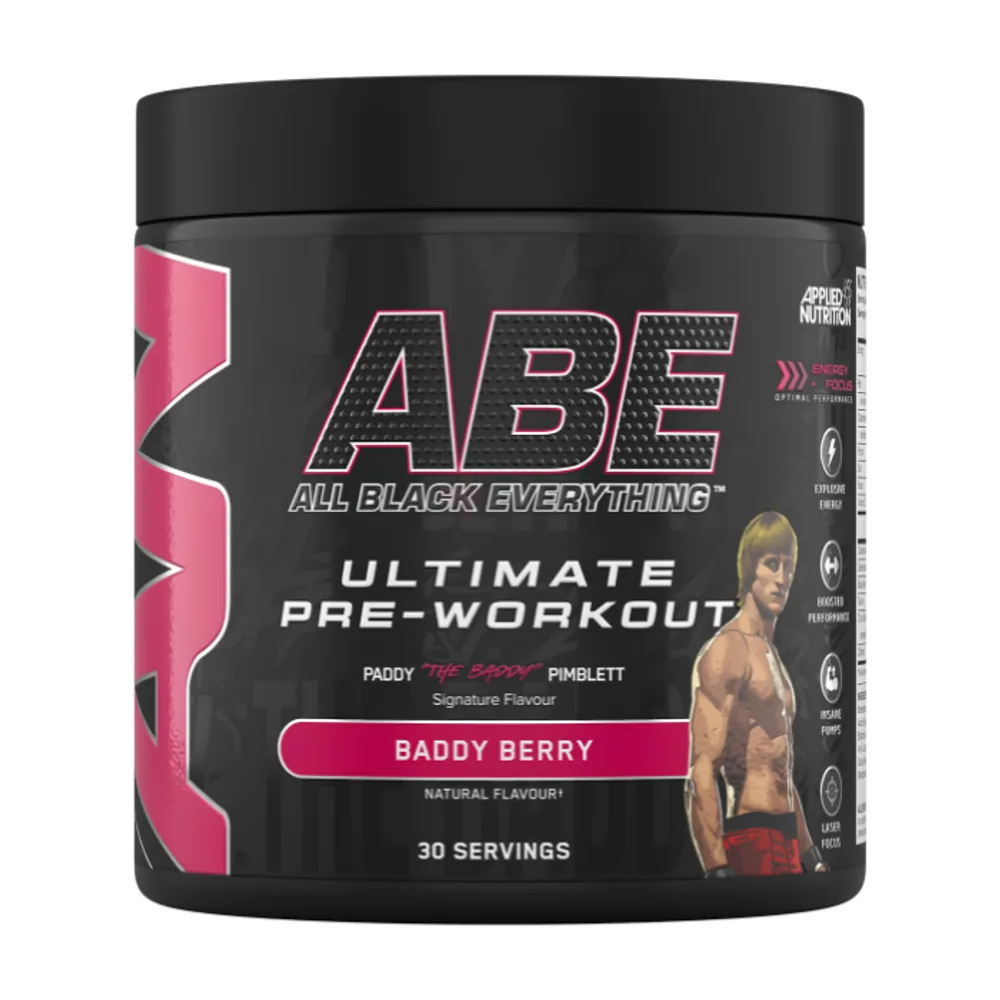 ABE
ALL BLACK EVERYTHING™
ULTIMATE
PRE-WORKOUT
PADDY "THE BADDY" PIMBLETT
Signature Flavour
BADDY BERRY
NATURAL FLAVOUR†
30 SERVINGS
APPLIED
NUTRITION
ENERGY
+ FOCUS
OPTIMAL PERFORMANCE
EXPLOSIVE
ENERGY
BOOSTED
PERFORMANCE
INSANE
PUMPS
LASER
FOCUS